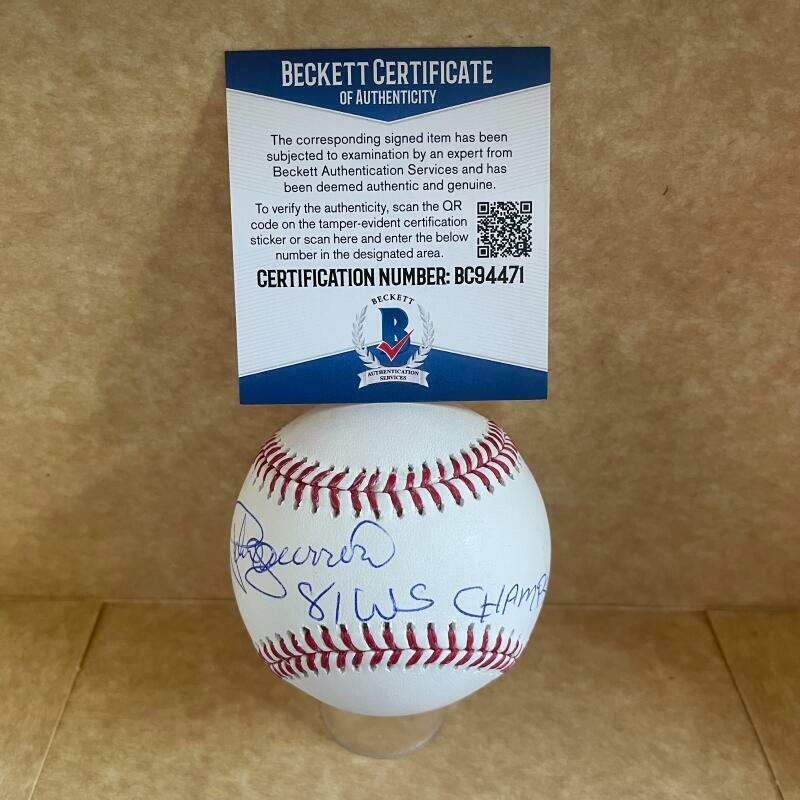 BECKETT CERTIFICATE
OF AUTHENTICITY
The corresponding signed item has been
subjected to examination by an expert from
Beckett Authentication Services and has
been deemed authentic and genuine.
To verify the authenticity, scan the QR
code on the tamper-evident certification
sticker or scan here and enter the below
number in the designated area.
CERTIFICATION NUMBER: BC94471
BECKETT
B
AUTHENTICATION
SERVICES
Guerrero
81 WS CHAMP